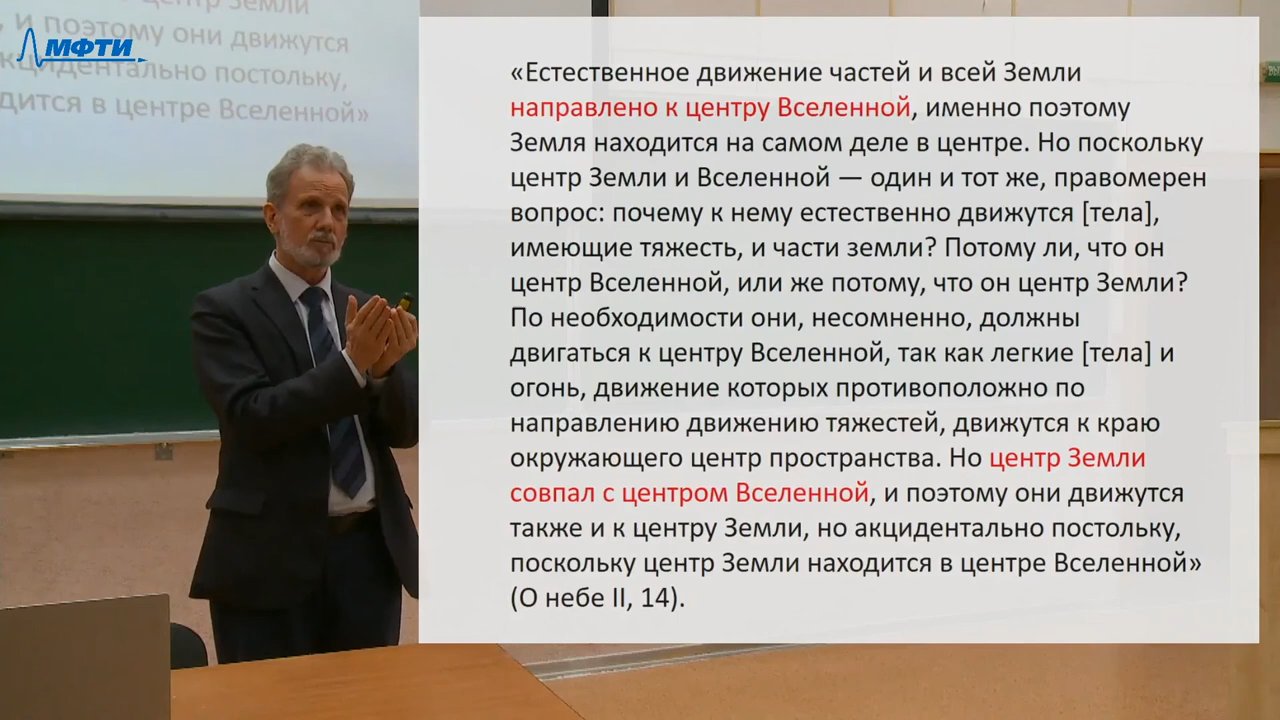 центр Земли
, и поэтому они движутся
кцидентально постольку,
дится в центре Вселенной»
МФТИ
«Естественное движение частей и всей Земли
направлено к центру Вселенной, именно поэтому
Земля находится на самом деле в центре. Но поскольку
центр Земли и Вселенной — один и тот же, правомерен
вопрос: почему к нему естественно движутся [тела],
имеющие тяжесть, и части земли? Потому ли, что он
центр Вселенной, или же потому, что он центр Земли?
По необходимости они, несомненно, должны
двигаться к центру Вселенной, так как легкие [тела] и
огонь, движение которых противоположно по
направлению движению тяжестей, движутся к краю
окружающего центр пространства. Но центр Земли
совпал с центром Вселенной, и поэтому они движутся
также и к центру Земли, но акцидентально постольку,
поскольку центр Земли находится в центре Вселенной»
(О небе II, 14).